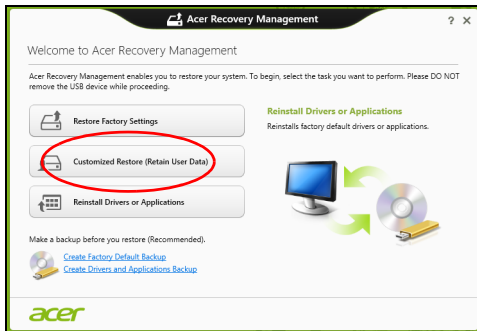 Acer Recovery Management
? X
Welcome to Acer Recovery Management
Acer Recovery Management enables you to restore your system. To begin, select the task you want to perform. Please DO NOT
remove the USB device while proceeding.
Restore Factory Settings
Customized Restore (Retain User Data)
Reinstall Drivers or Applications
Reinstall Drivers or Applications
Reinstalls factory default drivers or applications.
Make a backup before you restore (Recommended).
Create Factory Default Backup
Create Drivers and Applications Backup
acer